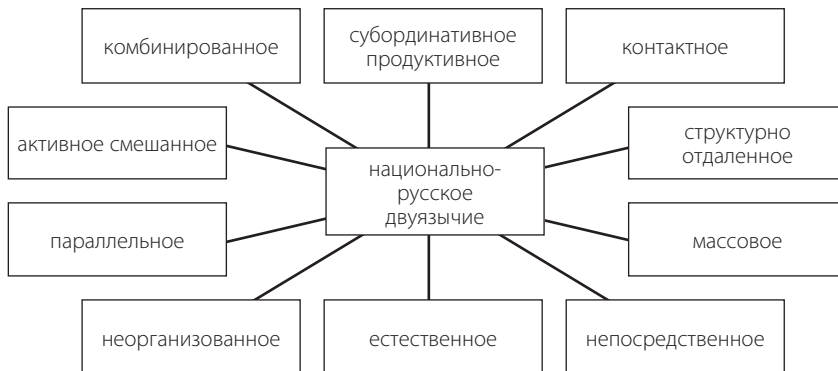 комбинированное
субординативное
продуктивное
контактное
активное смешанное
структурно
отдаленное
национально-
русское
двуязычие
параллельное
массовое
неорганизованное
естественное
непосредственное